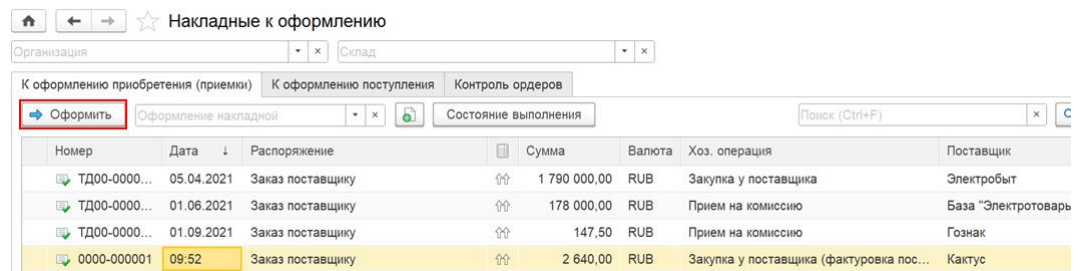 Накладные к оформлению
Организация Склад
К оформлению приобретения (приемки) К оформлению поступления Контроль ордеров
Оформить Оформление накладной Состояние выполнения Поиск (Ctrl+F)
Номер Дата ↓ Распоряжение Сумма Валюта Хоз. операция Поставщик
ТД00-0000... 05.04.2021 Заказ поставщику 1 790 000,00 RUB Закупка у поставщика Электробыт
ТД00-0000... 01.06.2021 Заказ поставщику 178 000,00 RUB Прием на комиссию База "Электротовары
ТД00-0000... 01.09.2021 Заказ поставщику 147,50 RUB Прием на комиссию Гознак
0000-000001 09:52 Заказ поставщику 2 640,00 RUB Закупка у поставщика (фактуровка пос... Кактус